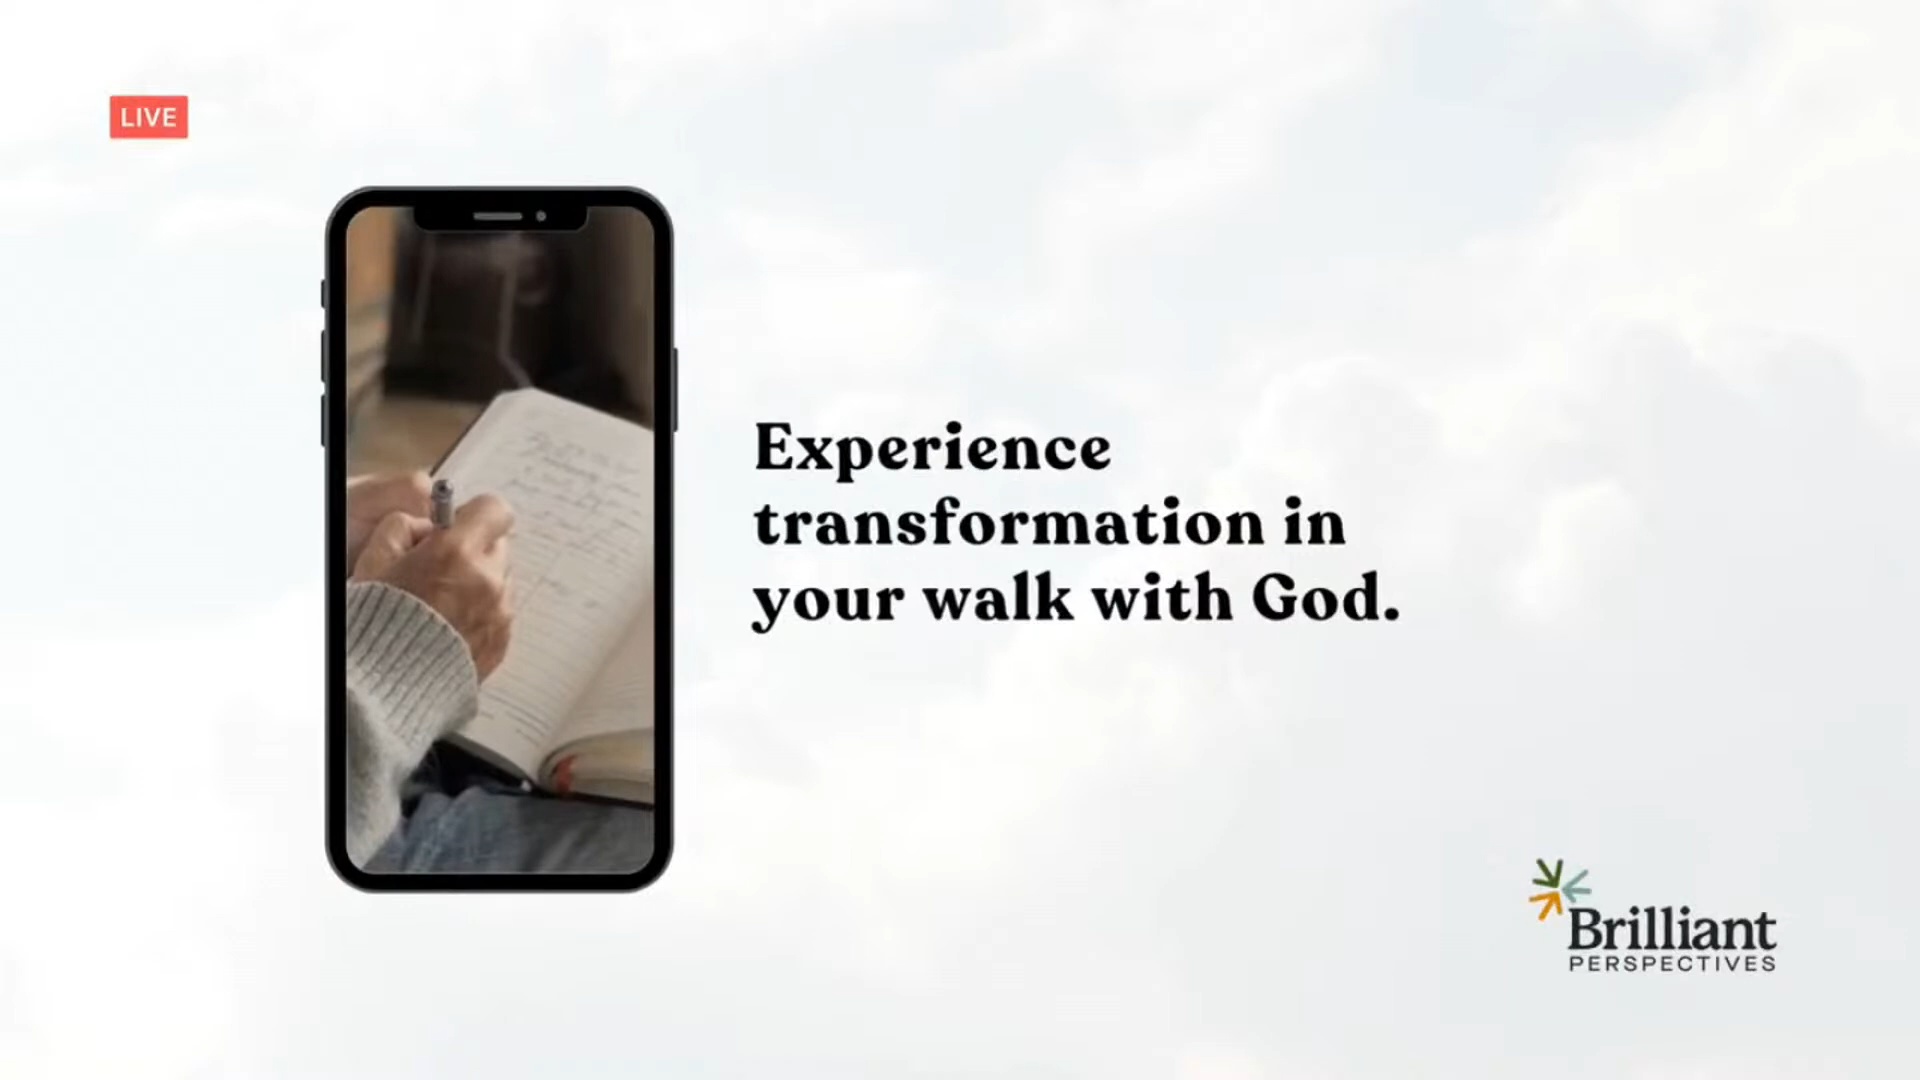 LIVE
Experience
transformation in
your walk with God.
Brilliant
PERSPECTIVES